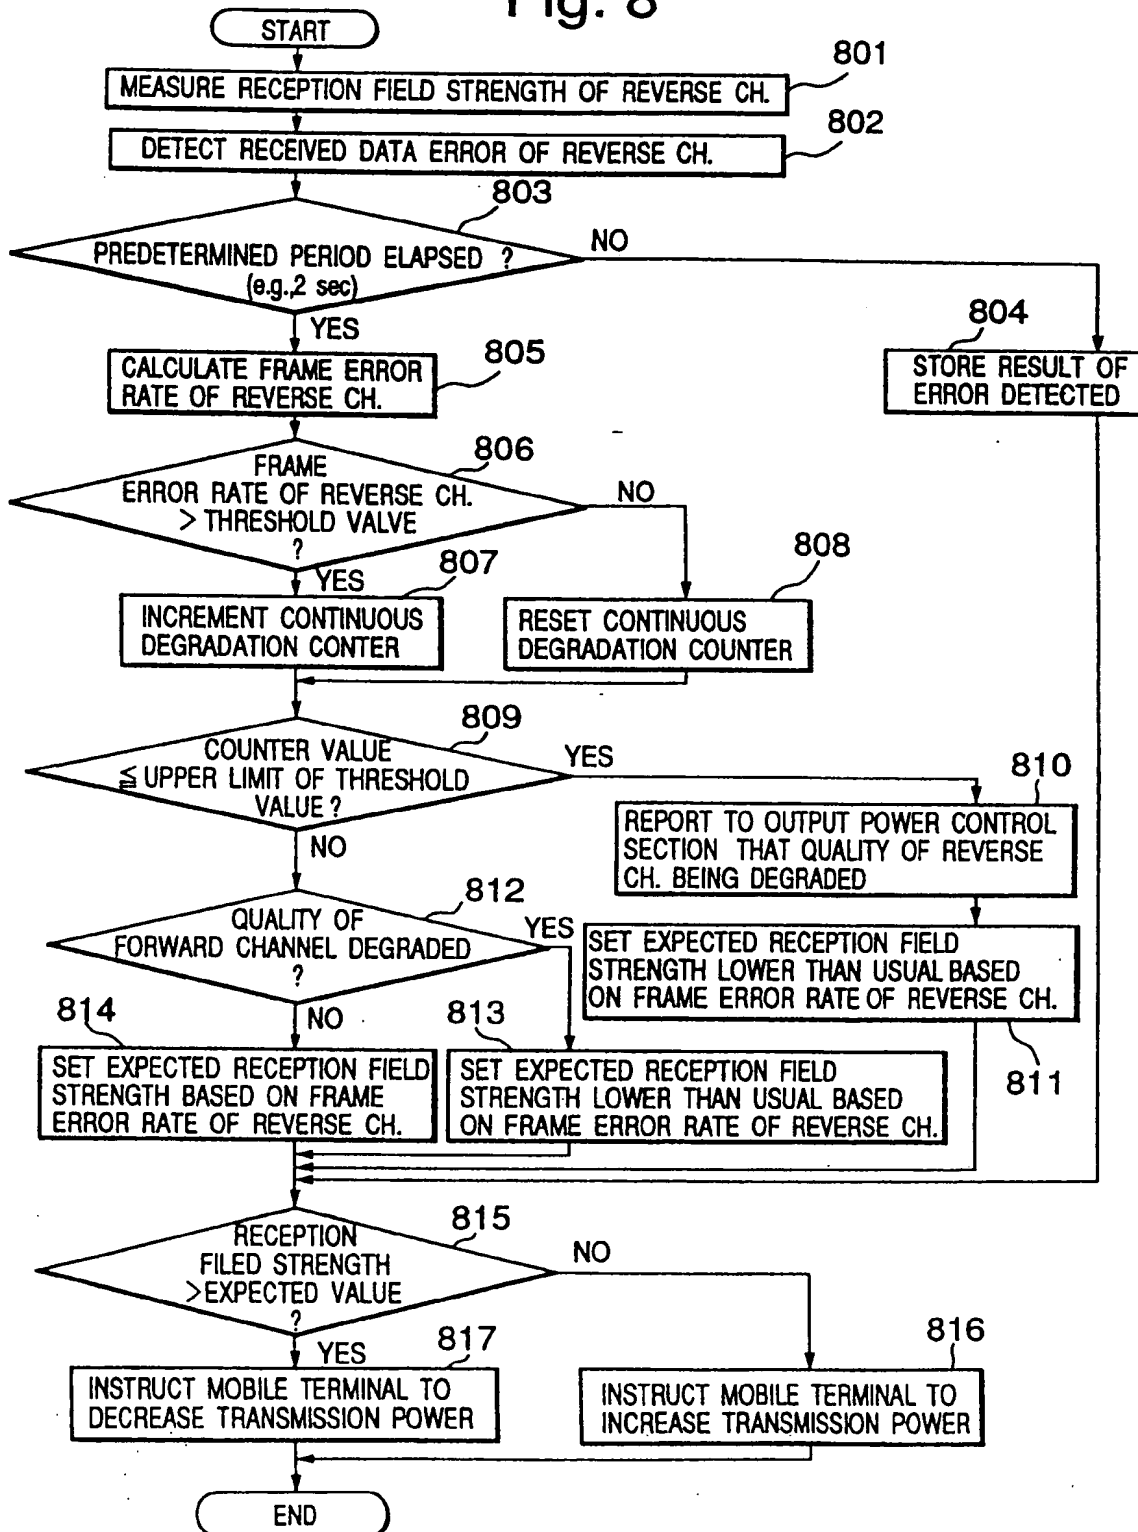 Fig. 8
START
801
MEASURE RECEPTION FIELD STRENGTH OF REVERSE CH.
802
DETECT RECEIVED DATA ERROR OF REVERSE CH.
803
PREDETERMINED PERIOD ELAPSED ?
(e.g.,2 sec)
NO
YES
804
STORE RESULT OF
ERROR DETECTED
805
CALCULATE FRAME ERROR
RATE OF REVERSE CH.
806
FRAME
ERROR RATE OF REVERSE CH.
> THRESHOLD VALVE
?
NO
YES
807
INCREMENT CONTINUOUS
DEGRADATION CONTER
808
RESET CONTINUOUS
DEGRADATION COUNTER
809
COUNTER VALUE
≦ UPPER LIMIT OF THRESHOLD
VALUE ?
YES
NO
810
REPORT TO OUTPUT POWER CONTROL
SECTION THAT QUALITY OF REVERSE
CH. BEING DEGRADED
812
QUALITY OF
FORWARD CHANNEL DEGRADED
?
YES
NO
SET EXPECTED RECEPTION FIELD
STRENGTH LOWER THAN USUAL BASED
ON FRAME ERROR RATE OF REVERSE CH.
811
814
SET EXPECTED RECEPTION FIELD
STRENGTH BASED ON FRAME
ERROR RATE OF REVERSE CH.
813
SET EXPECTED RECEPTION FIELD
STRENGTH LOWER THAN USUAL BASED
ON FRAME ERROR RATE OF REVERSE CH.
815
RECEPTION
FILED STRENGTH
>EXPECTED VALUE
?
NO
YES
817
INSTRUCT MOBILE TERMINAL TO
DECREASE TRANSMISSION POWER
816
INSTRUCT MOBILE TERMINAL TO
INCREASE TRANSMISSION POWER
END